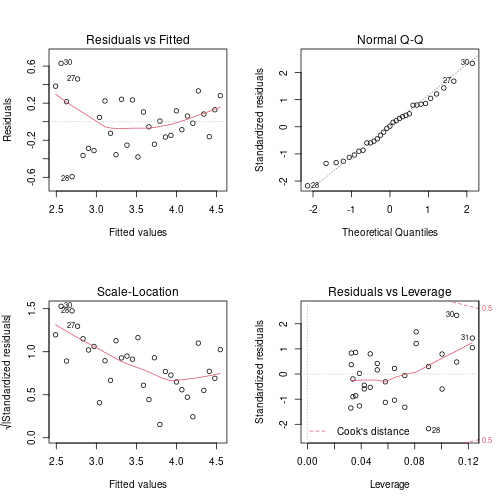 Residuals vs Fitted
Residuals
0.6
0.2
-0.2
-0.6
30
27
28
2.5 3.0 3.5 4.0 4.5
Fitted values
Normal Q-Q
Standardized residuals
2
1
0
-1
-2
30
27
28
-2 -1 0 1 2
Theoretical Quantiles
Scale-Location
√|Standardized residuals|
1.5
1.0
0.5
0.0
30
28
27
2.5 3.0 3.5 4.0 4.5
Fitted values
Residuals vs Leverage
Standardized residuals
2
1
0
-1
-2
30
31
28
0.5
0.5
Cook's distance
0.00 0.04 0.08 0.12
Leverage